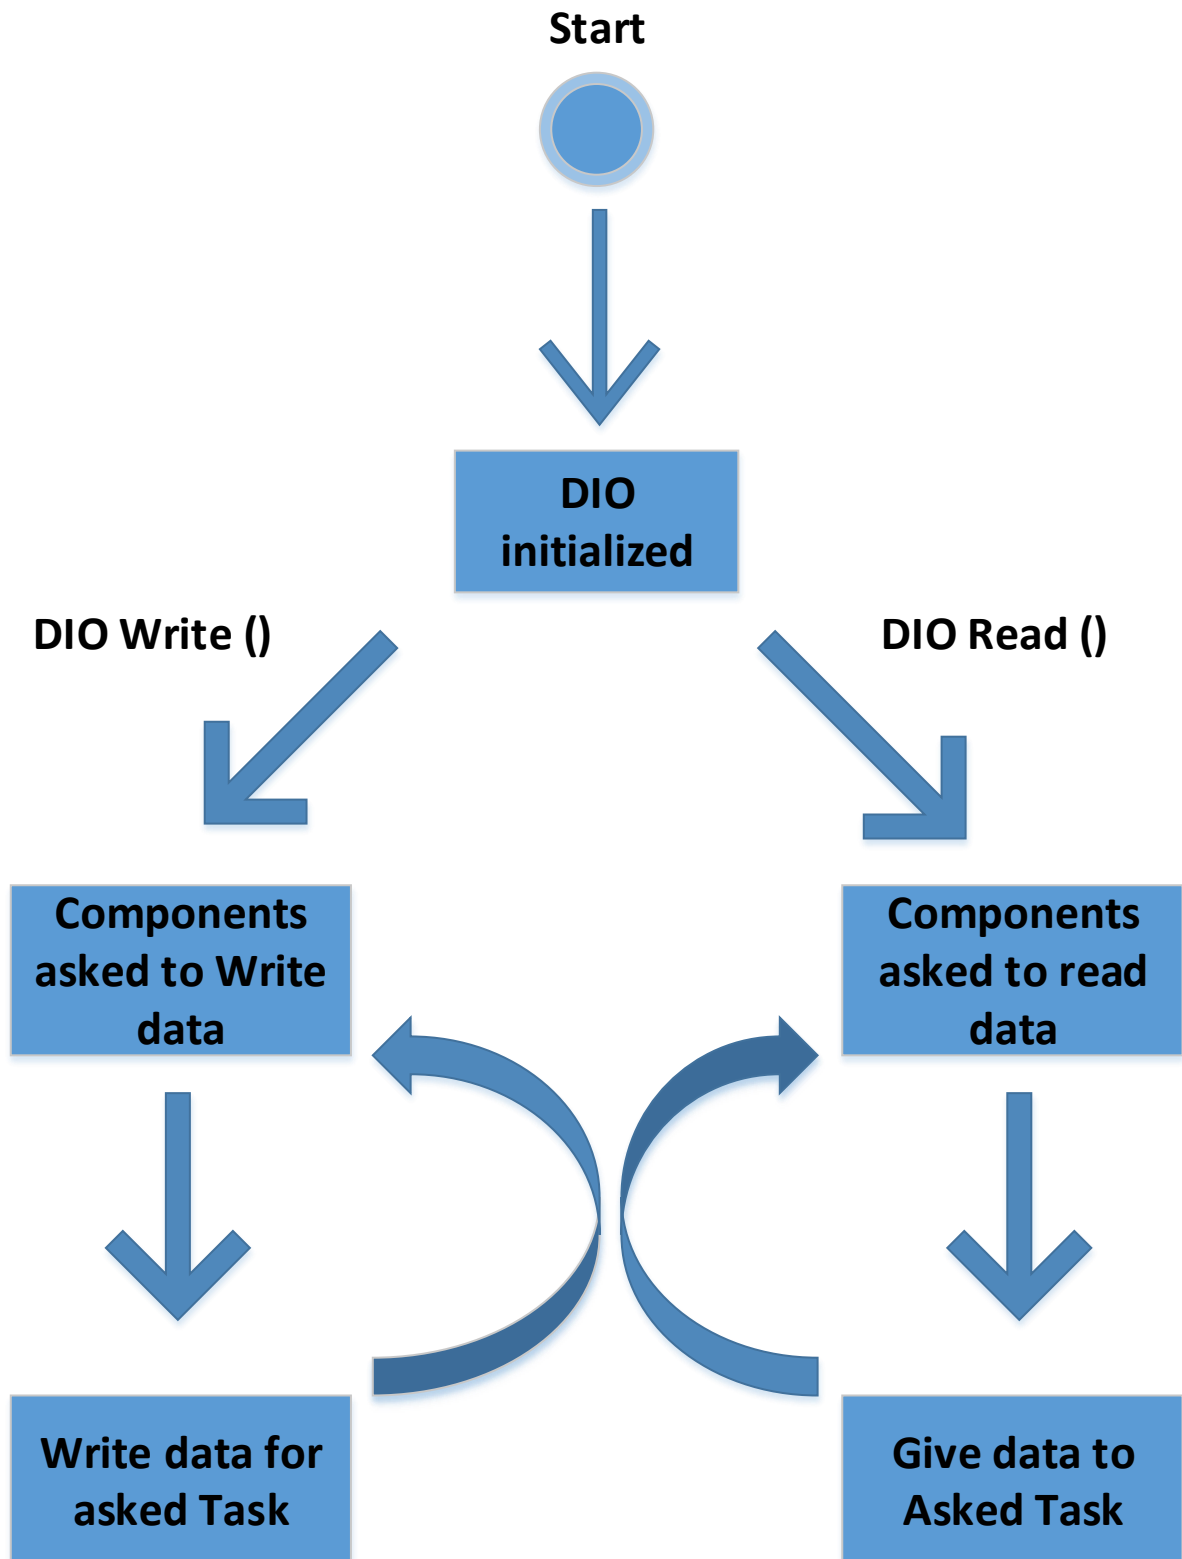 Start
DIO
initialized
DIO Write ()
DIO Read ()
Components
asked to Write
data
Components
asked to read
data
Write data for
asked Task
Give data to
Asked Task